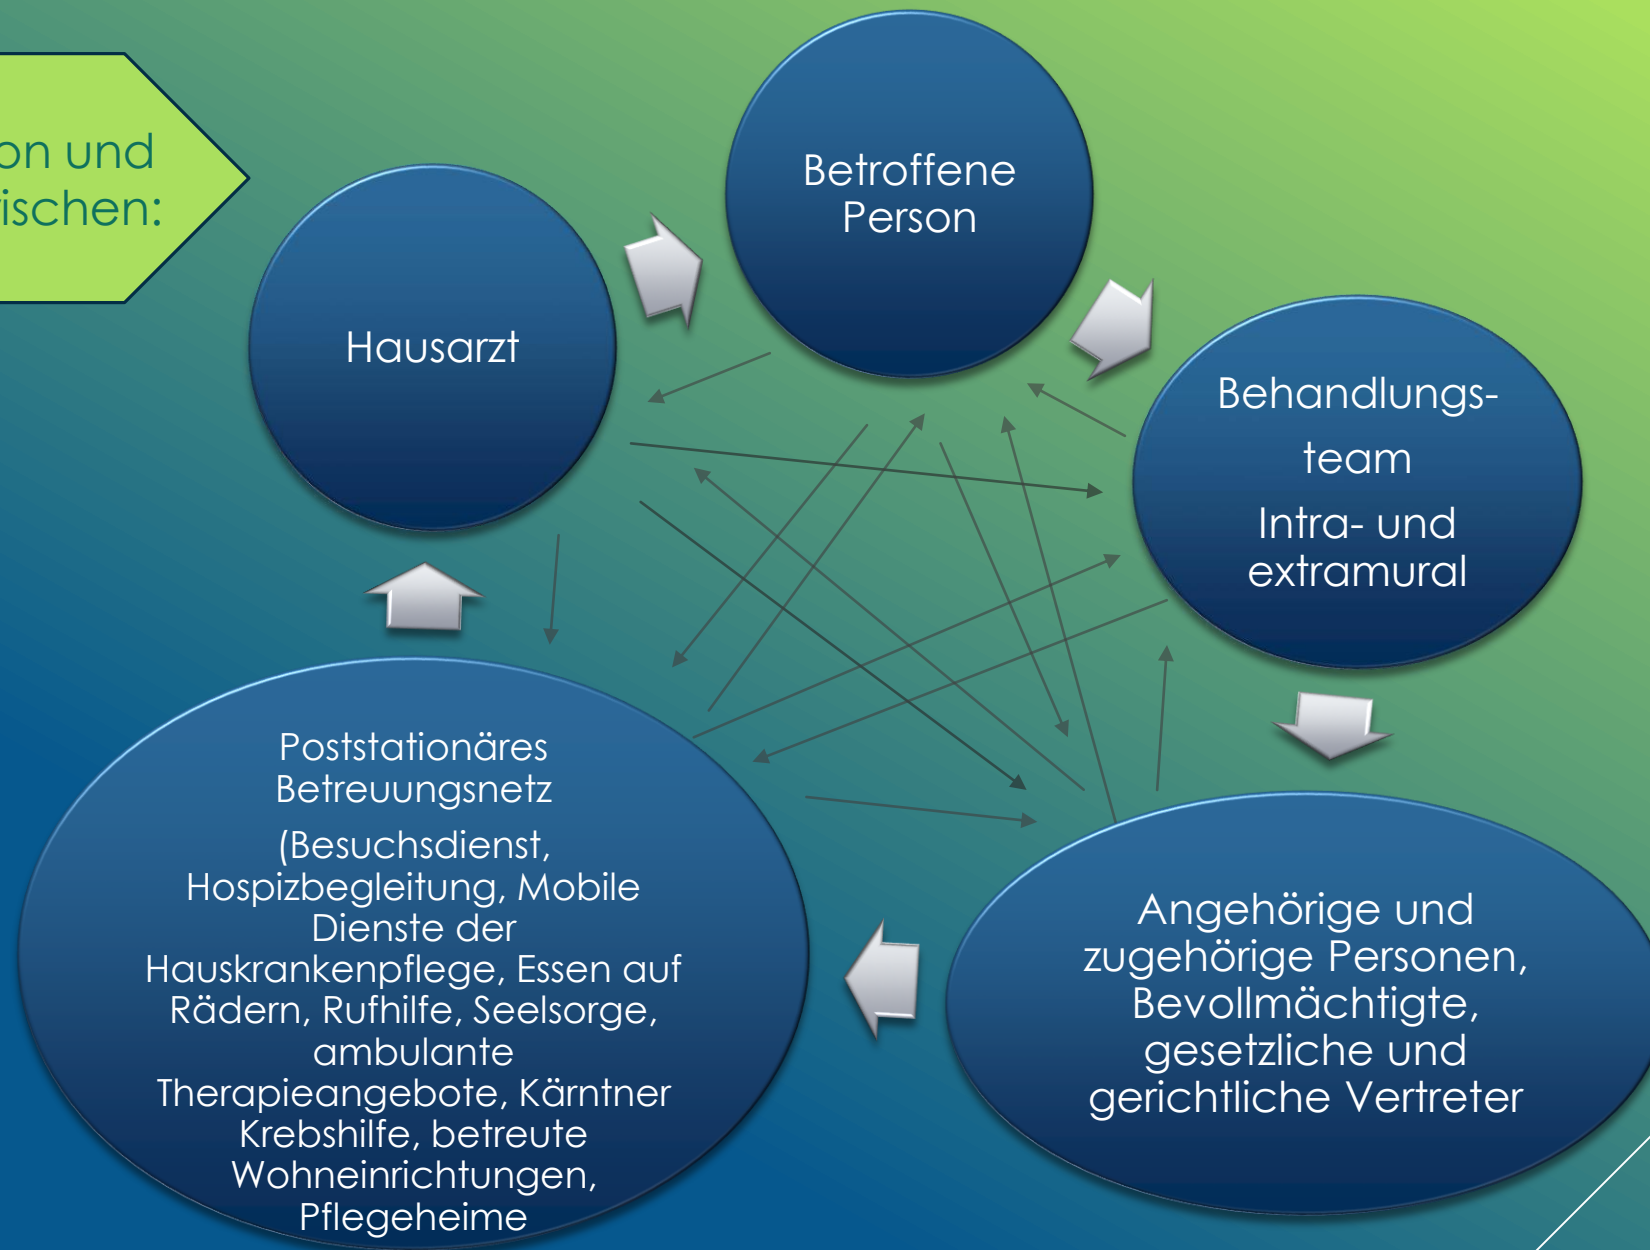 on und
ischen:
Betroffene
Person
Hausarzt
Behandlungs-
team
Intra- und
extramural
Poststationäres
Betreuungsnetz
(Besuchsdienst,
Hospizbegleitung, Mobile
Dienste der
Hauskrankenpflege, Essen auf
Rädern, Rufhilfe, Seelsorge,
ambulante
Therapieangebote, Kärntner
Krebshilfe, betreute
Wohneinrichtungen,
Pflegeheime
Angehörige und
zugehörige Personen,
Bevollmächtigte,
gesetzliche und
gerichtliche Vertreter